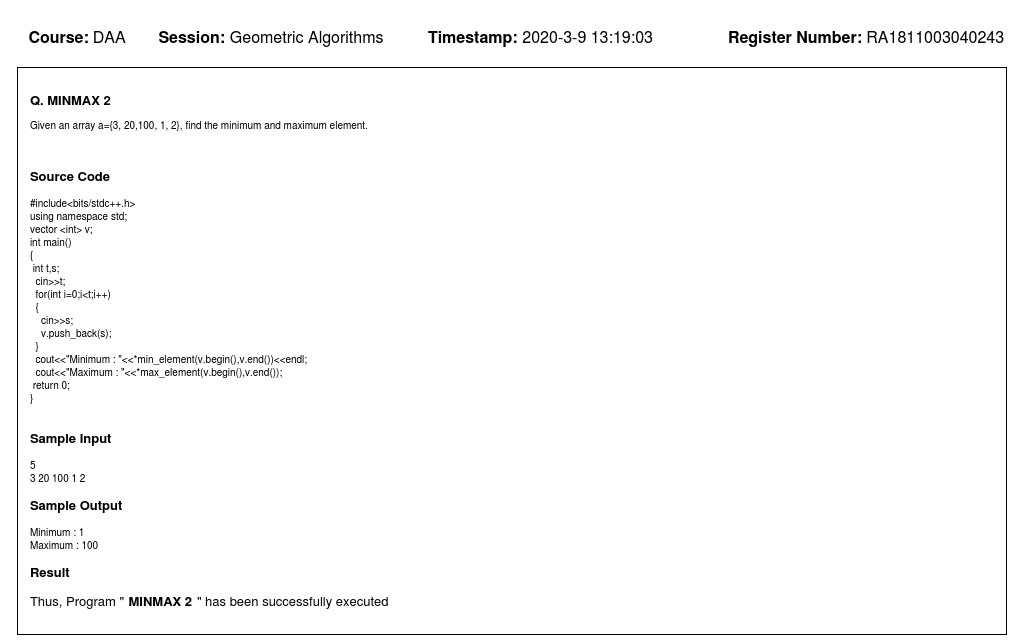 Course: DAA Session: Geometric Algorithms Timestamp: 2020-3-9 13:19:03 Register Number: RA1811003040243
Q. MINMAX 2
Given an array a={3, 20,100, 1, 2}, find the minimum and maximum element.
Source Code
#include<bits/stdc++.h>
using namespace std;
vector <int> v;
int main()
{
int t,s;
cin>>t;
for(int i=0;i<t;i++)
{
cin>>s;
v.push_back(s);
}
cout<<"Minimum : "<<*min_element(v.begin(),v.end())<<endl;
cout<<"Maximum : "<<*max_element(v.begin(),v.end());
return 0;
}
Sample Input
5
3 20 100 1 2
Sample Output
Minimum : 1
Maximum : 100
Result
Thus, Program " MINMAX 2 " has been successfully executed